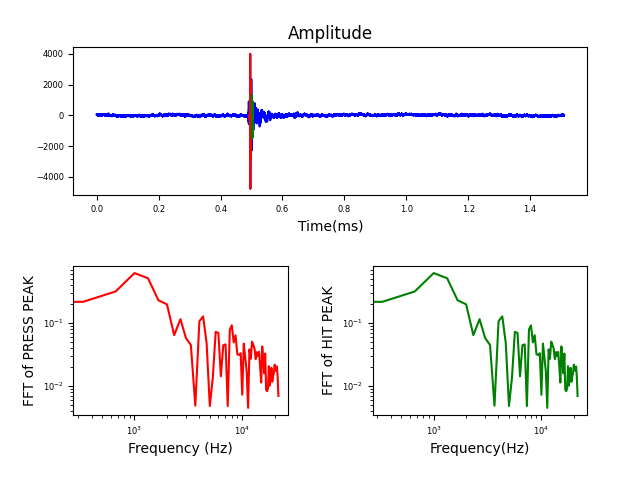 Amplitude
4000
2000
0
−2000
−4000
0.0 0.2 0.4 0.6 0.8 1.0 1.2 1.4
Time(ms)
FFT of PRESS PEAK
10⁻¹
10⁻²
10³ 10⁴
Frequency (Hz)
FFT of HIT PEAK
10⁻¹
10⁻²
10³ 10⁴
Frequency(Hz)